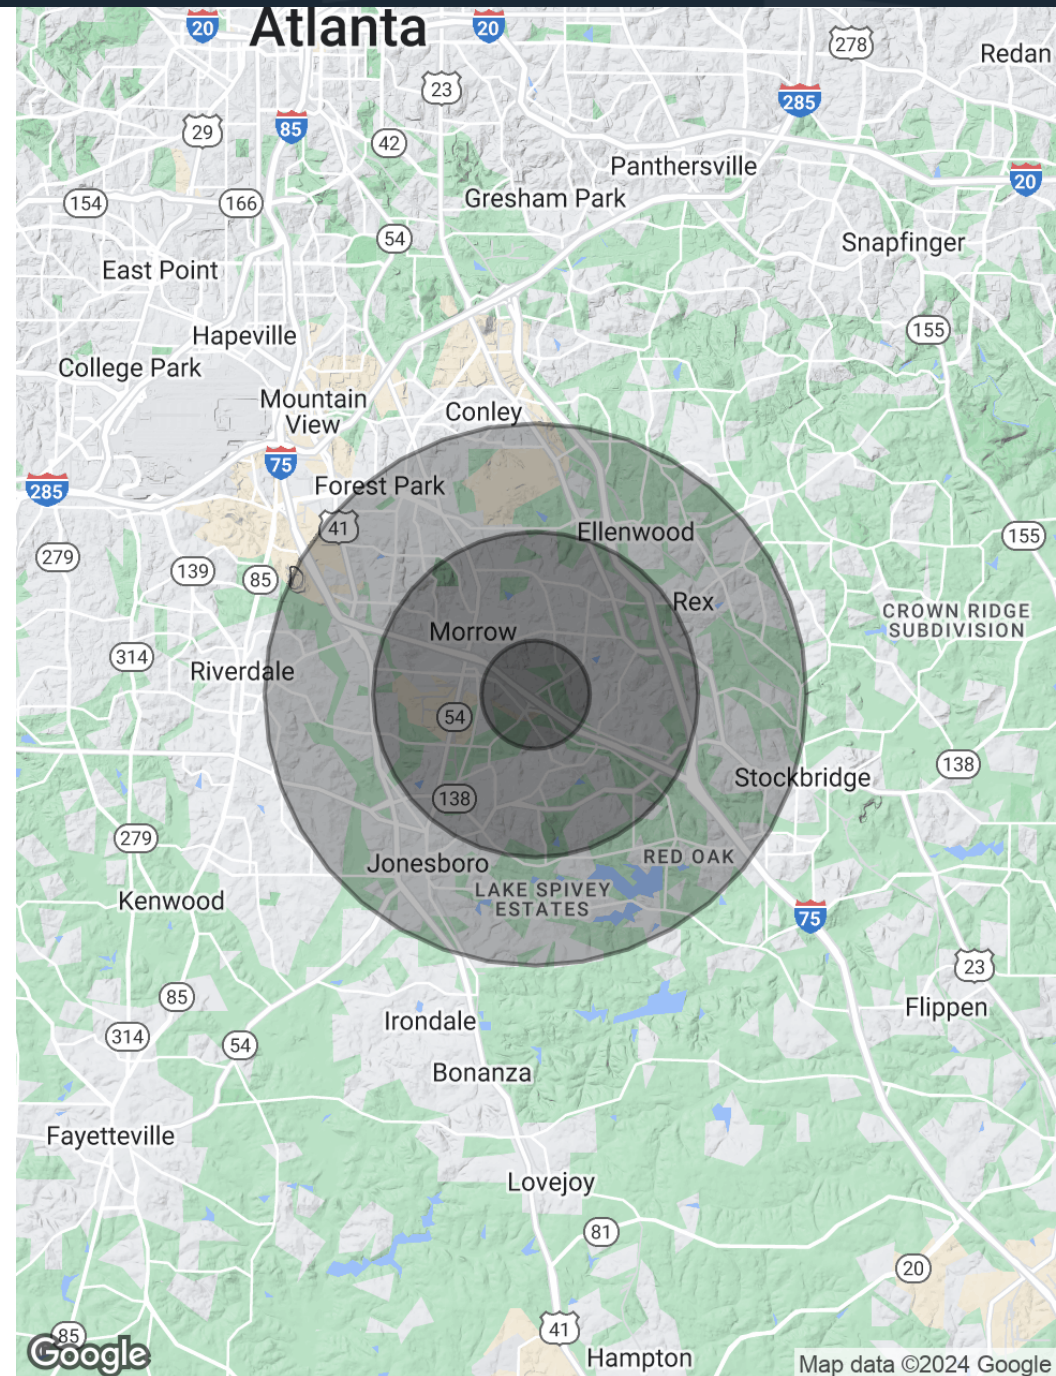 20
Atlanta
20
278
Redan
23
285
29
85
42
Panthersville
20
154
166
Gresham Park
54
Snapfinger
East Point
Hapeville
155
College Park
Mountain
View
Conley
75
285
Forest Park
41
Ellenwood
155
279
139
85
Rex
CROWN RIDGE
SUBDIVISION
Morrow
314
Riverdale
54
138
Stockbridge
138
279
Jonesboro
RED OAK
LAKE SPIVEY
ESTATES
Kenwood
75
23
85
Flippen
Irondale
314
54
Bonanza
Fayetteville
Lovejoy
81
20
85
41
Google
Hampton
Map data ©2024 Google